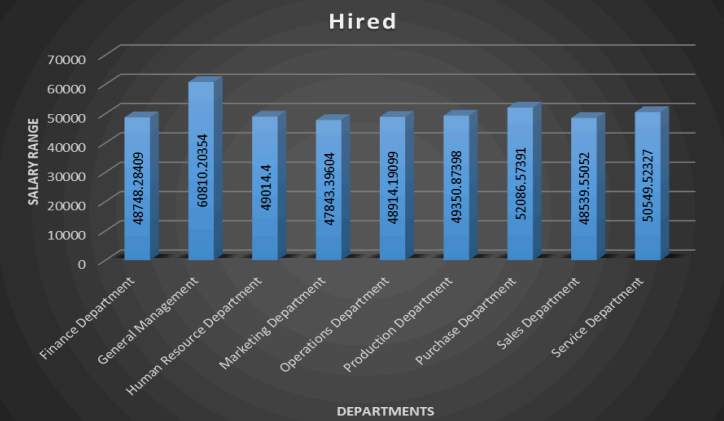 Hired
SALARY RANGE
70000
60000
50000
40000
30000
20000
10000
0
48748.28409
60810.20354
49014.4
47843.39604
48914.19099
49350.87398
52086.57391
48539.55052
50549.52327
Finance Department
General Management
Human Resource Department
Marketing Department
Operations Department
Production Department
Purchase Department
Sales Department
Service Department
DEPARTMENTS